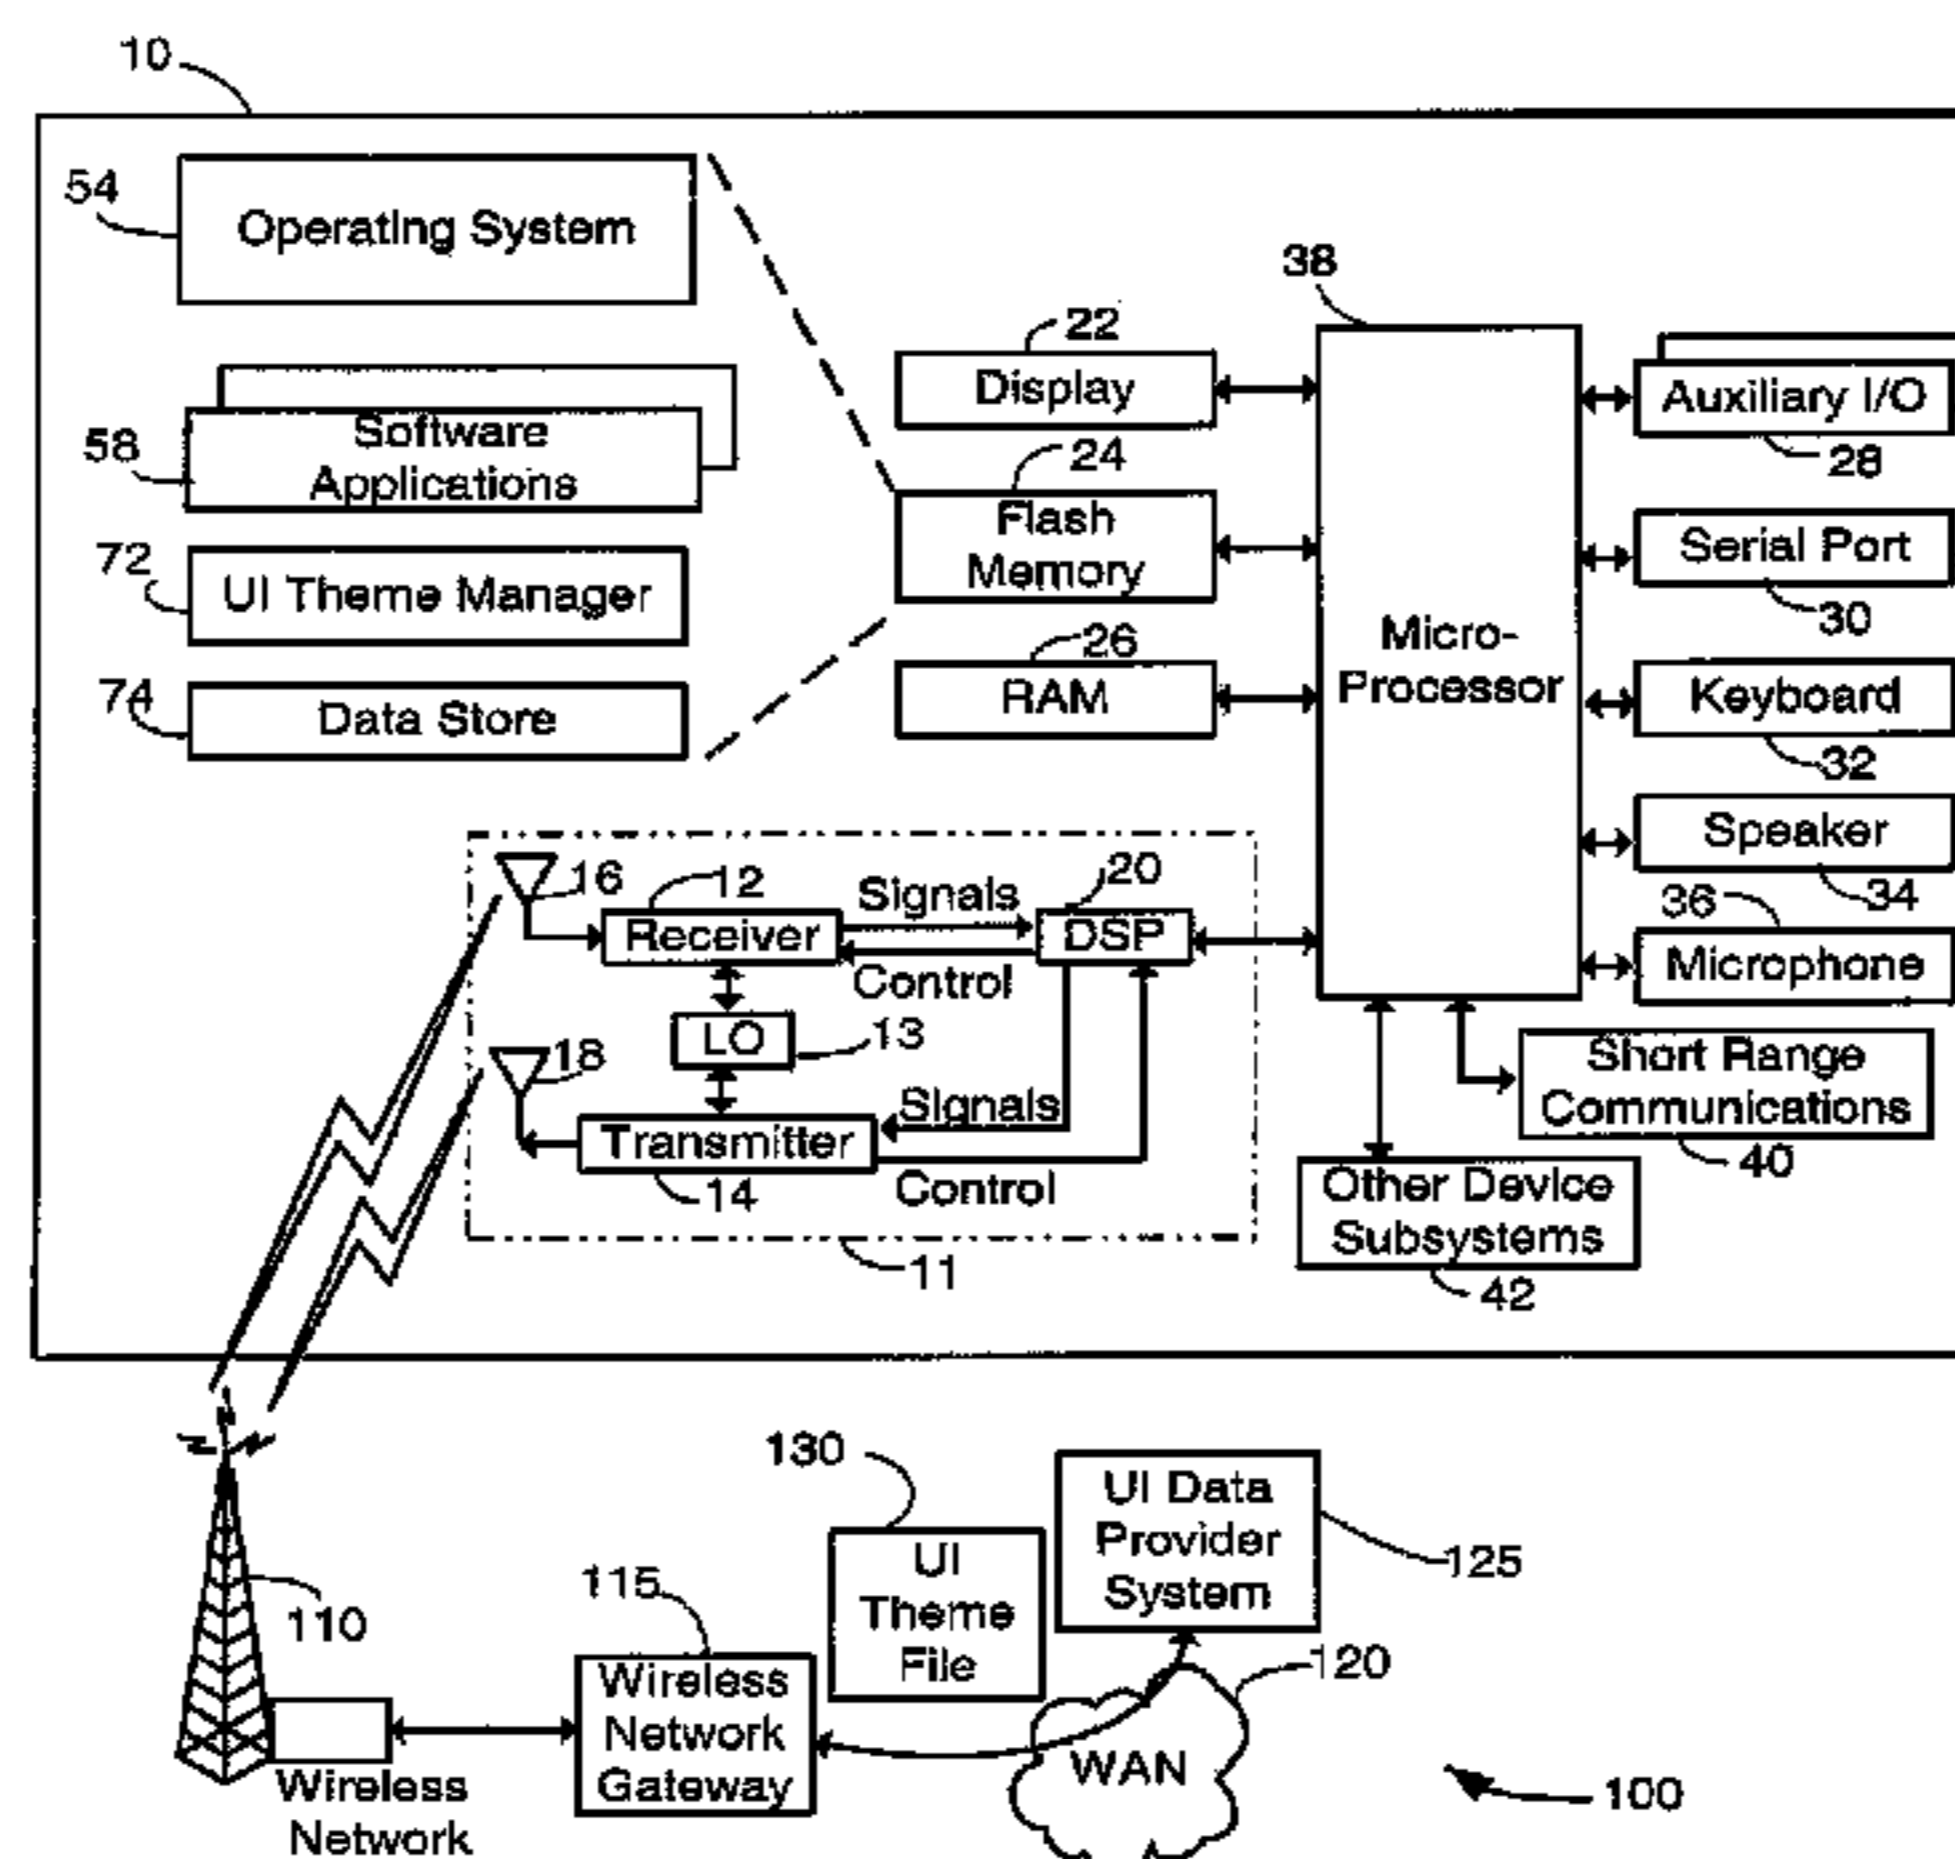 10
54
Operating System
38
22
Display
Auxiliary I/O
28
58
Software
Applications
24
Flash
Memory
Serial Port
30
72
UI Theme Manager
26
RAM
Micro-
Processor
Keyboard
32
74
Data Store
Speaker
34
16
12
Signals
20
Receiver
DSP
Control
36
Microphone
LO
13
18
Signals
Transmitter
14
Control
Short Range
Communications
40
Other Device
Subsystems
42
11
130
UI Data
Provider
System
125
UI
Theme
File
115
110
120
Wireless
Network
Gateway
WAN
Wireless
Network
100